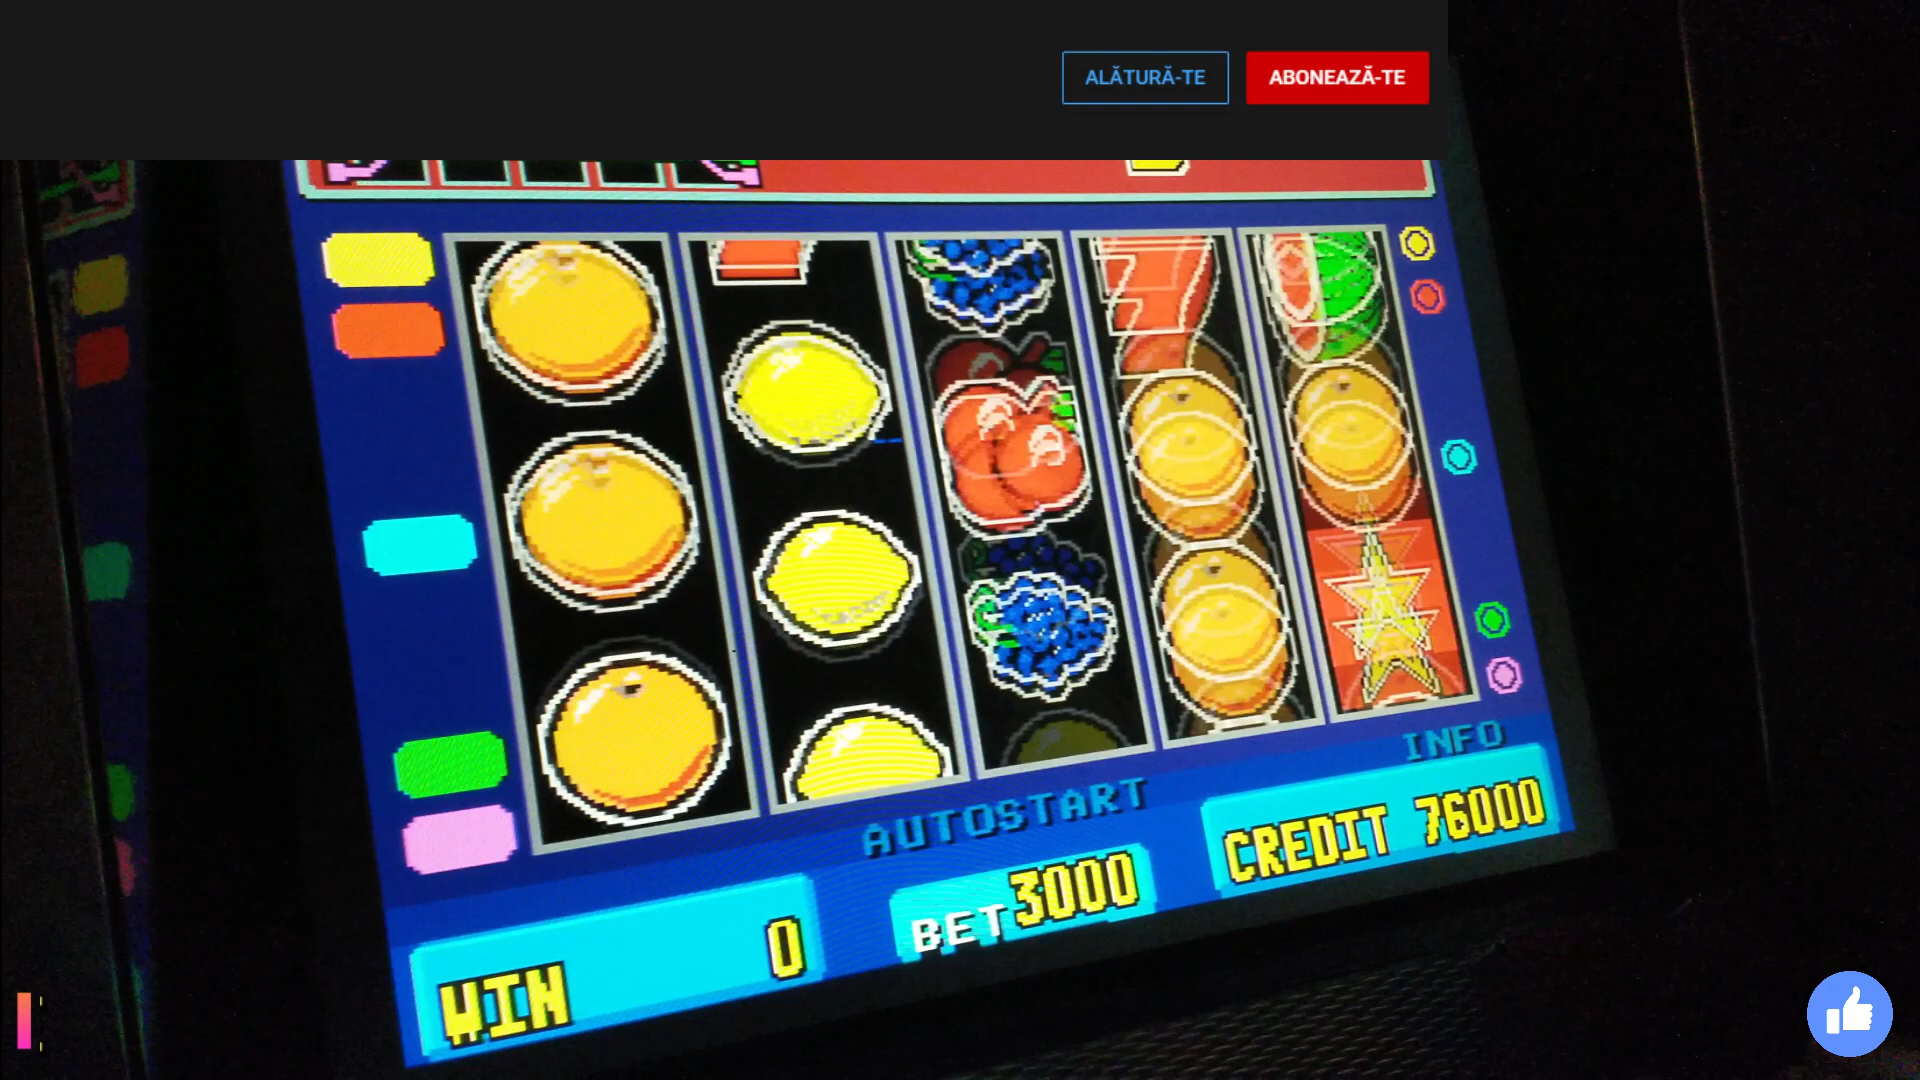 ALĂTURĂ-TE
ABONEAZĂ-TE
INFO
AUTOSTART
CREDIT 76000
BET 3000
WIN 0